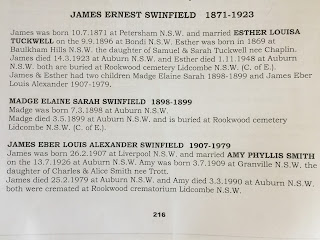 JAMES ERNEST SWINFIELD 1871-1923
James was born 10.7.1871 at Petersham N.S.W. and married ESTHER LOUISA
TUCKWELL on the 9.9.1896 at Bondi N.S.W. Esther was born in 1869 at
Baulkham Hills N.S.W. the daughter of Samuel & Sarah Tuckwell nee Chaplin.
James died 14.3.1923 at Auburn N.S.W. and Esther died 1.11.1948 at Auburn
N.S.W. both are buried at Rookwood cemetery Lidcombe N.S.W. (C. of E.).
James & Esther had two children Madge Elaine Sarah 1898-1899 and James Eber
Louis Alexander 1907-1979.
MADGE ELAINE SARAH SWINFIELD 1898-1899
Madge was born 7.3.1898 at Auburn N.S.W.
Madge died 3.5.1899 at Auburn N.S.W. and is buried at Rookwood cemetery
Lidcombe N.S.W. (C. of E.).
JAMES EBER LOUIS ALEXANDER SWINFIELD 1907-1979
James was born 26.2.1907 at Liverpool N.S.W. and married AMY PHYLLIS SMITH
on the 13.7.1926 at Auburn N.S.W. Amy was born 3.7.1909 at Granville N.S.W. the
daughter of Charles & Alice Smith nee Trott.
James died 25.2.1979 at Auburn N.S.W. and Amy died 3.3.1990 at Auburn N.S.W.
both were cremated at Rookwood crematorium Lidcombe N.S.W.
216